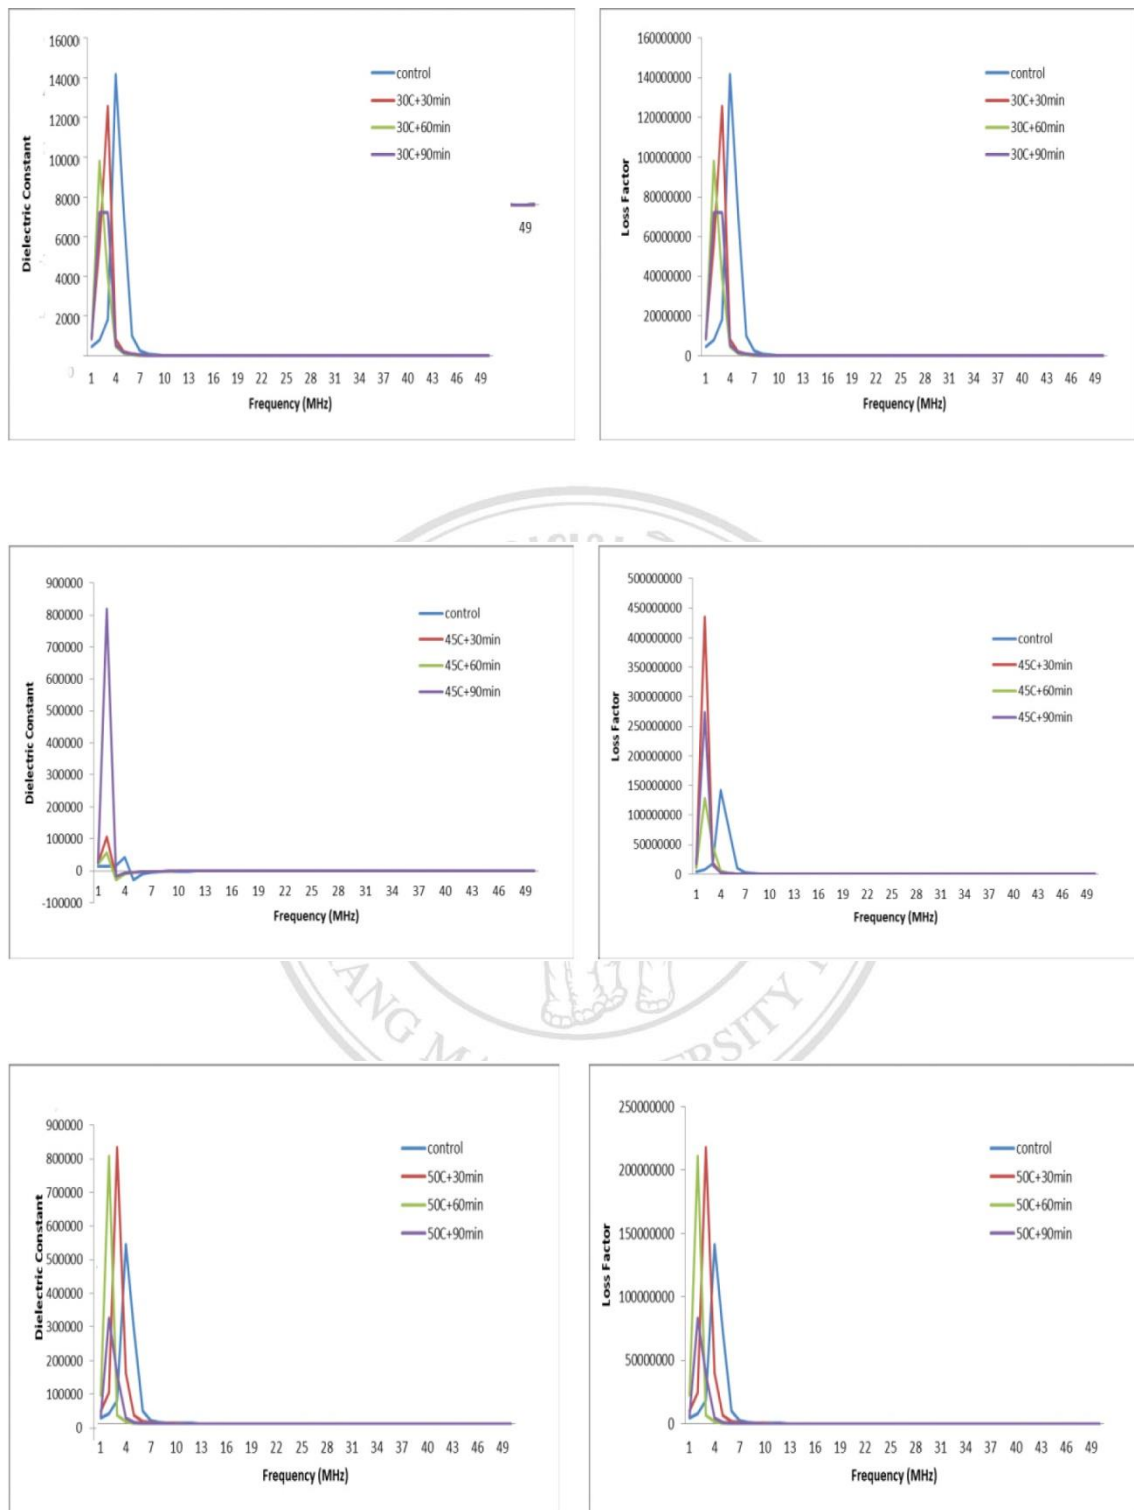 16000
14000
12000
10000
8000
6000
4000
2000
0
Dielectric Constant
control
30C+30min
30C+60min
30C+90min
49
1 4 7 10 13 16 19 22 25 28 31 34 37 40 43 46 49
Frequency (MHz)
160000000
140000000
120000000
100000000
80000000
60000000
40000000
20000000
0
Loss Factor
control
30C+30min
30C+60min
30C+90min
1 4 7 10 13 16 19 22 25 28 31 34 37 40 43 46 49
Frequency (MHz)
900000
800000
700000
600000
500000
400000
300000
200000
100000
0
-100000
Dielectric Constant
control
45C+30min
45C+60min
45C+90min
1 4 7 10 13 16 19 22 25 28 31 34 37 40 43 46 49
Frequency (MHz)
500000000
450000000
400000000
350000000
300000000
250000000
200000000
150000000
100000000
50000000
0
Loss Factor
control
45C+30min
45C+60min
45C+90min
1 4 7 10 13 16 19 22 25 28 31 34 37 40 43 46 49
Frequency (MHz)
ANG MA
ERSITY
900000
800000
700000
600000
500000
400000
300000
200000
100000
0
Dielectric Constant
control
50C+30min
50C+60min
50C+90min
1 4 7 10 13 16 19 22 25 28 31 34 37 40 43 46 49
Frequency (MHz)
250000000
200000000
150000000
100000000
50000000
0
Loss Factor
control
50C+30min
50C+60min
50C+90min
1 4 7 10 13 16 19 22 25 28 31 34 37 40 43 46 49
Frequency (MHz)